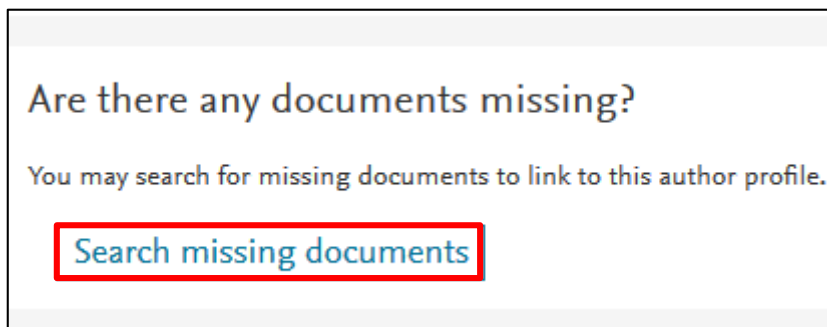 Are there any documents missing?
You may search for missing documents to link to this author profile.
Search missing documents